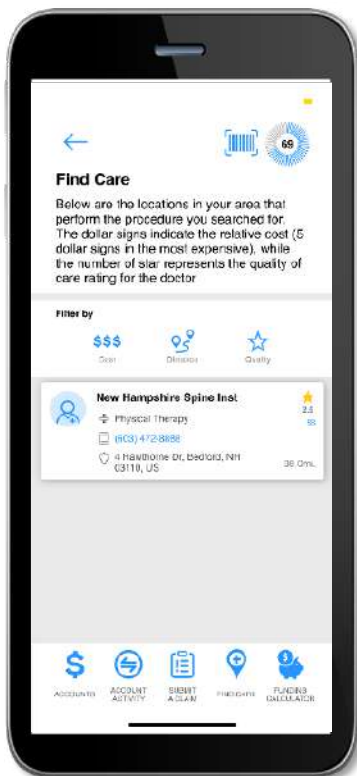 69
Find Care
Below are the locations in your area that
perform the procedure you searched for.
The dollar signs indicate the relative cost (5
dollar signs in the most expensive), while
the number of star represents the quality of
care rating for the doctor
Filter by
$$$
Cost
Distance
Quality
New Hampshire Spine Inst
Physical Therapy
2.5
$$
(603) 472-8888
4 Hawthorne Dr, Bedford, NH
03110, US
ACCOUNTS
ACCOUNT
ACTIVITY
SUBMIT
A CLAIM
FIND CARE
FUNDING
CALCULATOR